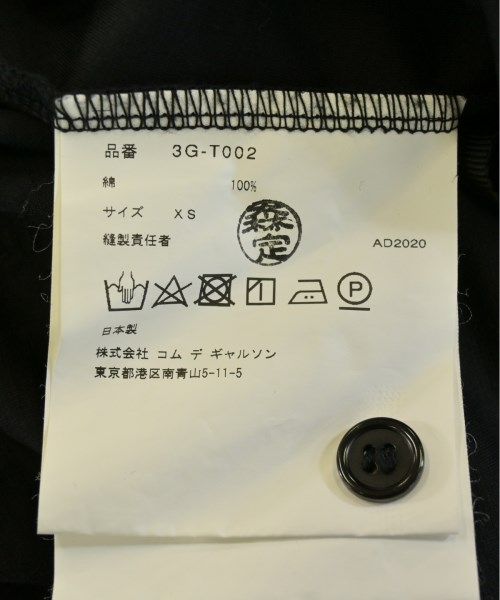 品番 3G-T002
綿 100%
サイズ XS
縫製責任者 森定 AD2020
P
日本製
株式会社 コム デ ギャルソン
東京都港区南青山5-11-5